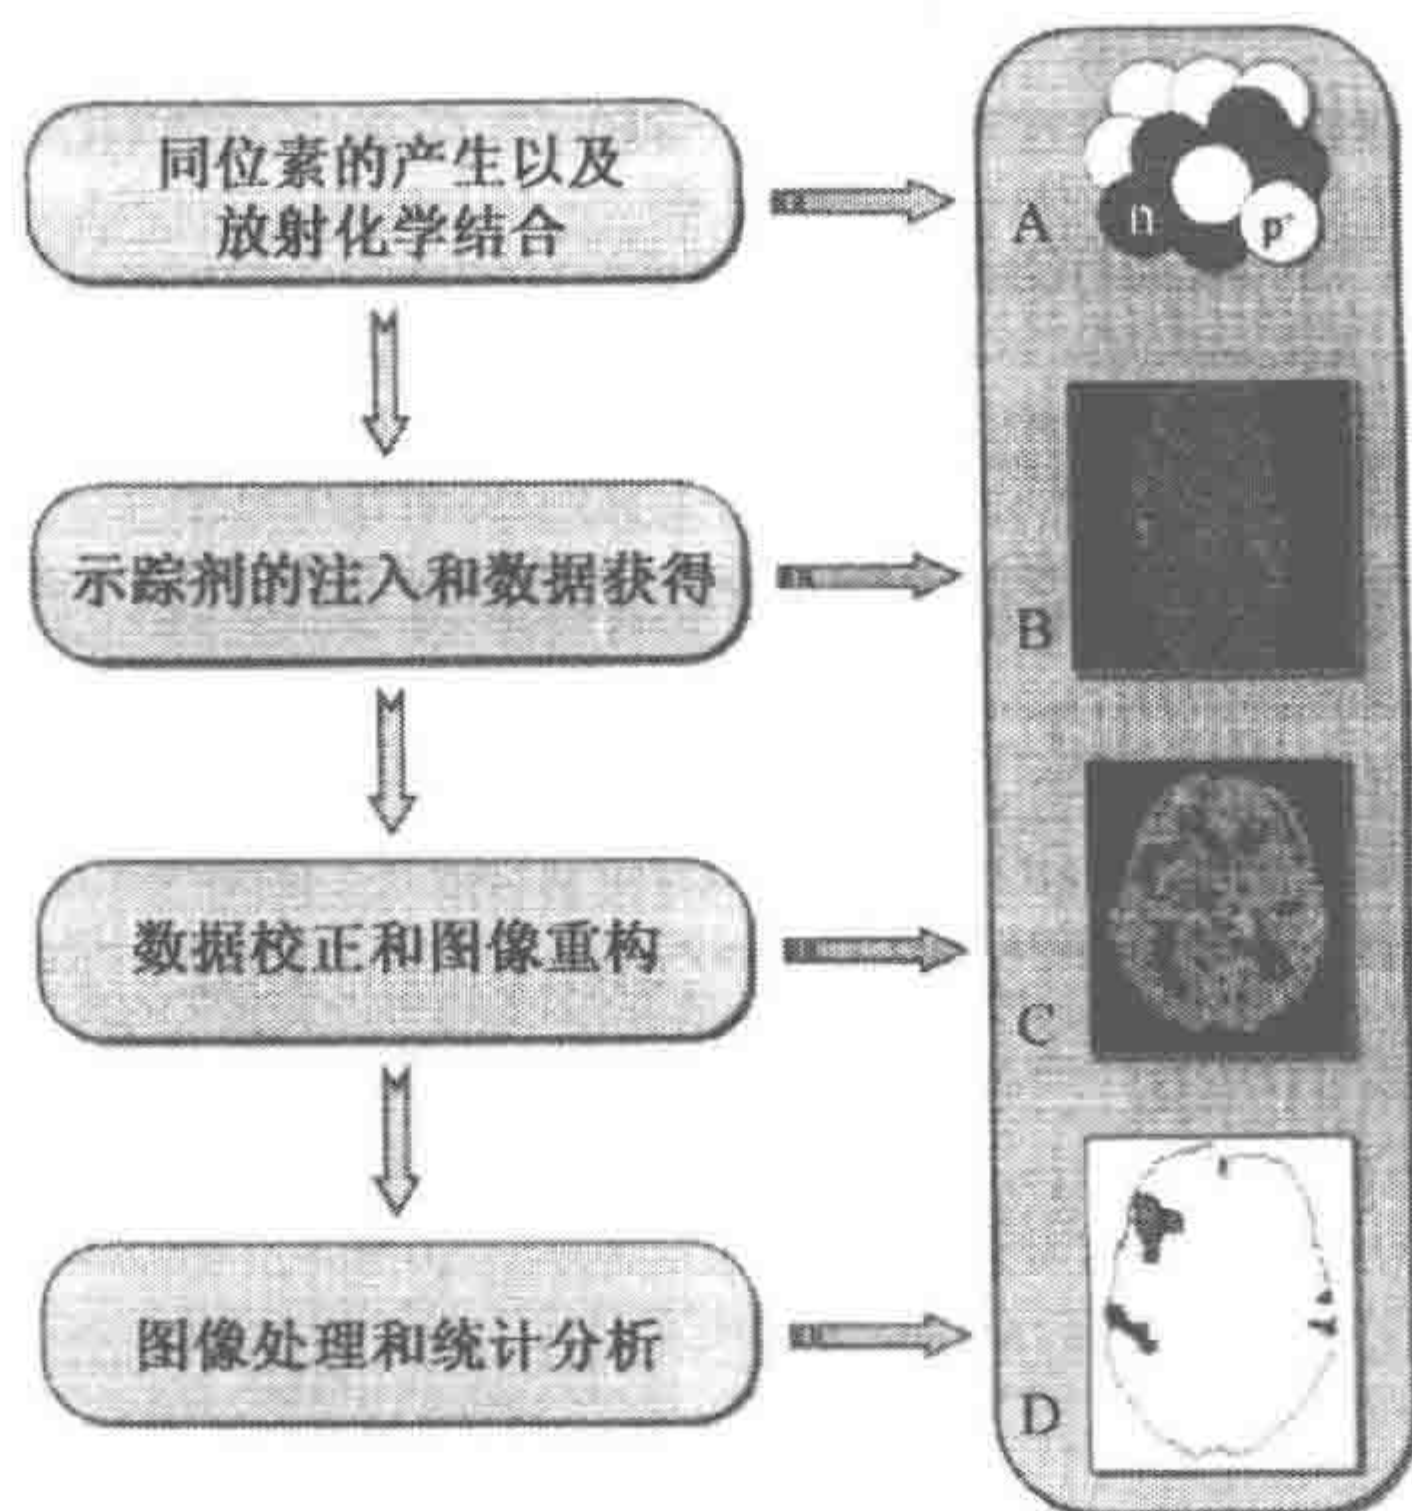 同位素的产生以及
放射化学结合
A
n
p⁺
示踪剂的注入和数据获得
B
数据校正和图像重构
C
图像处理和统计分析
D